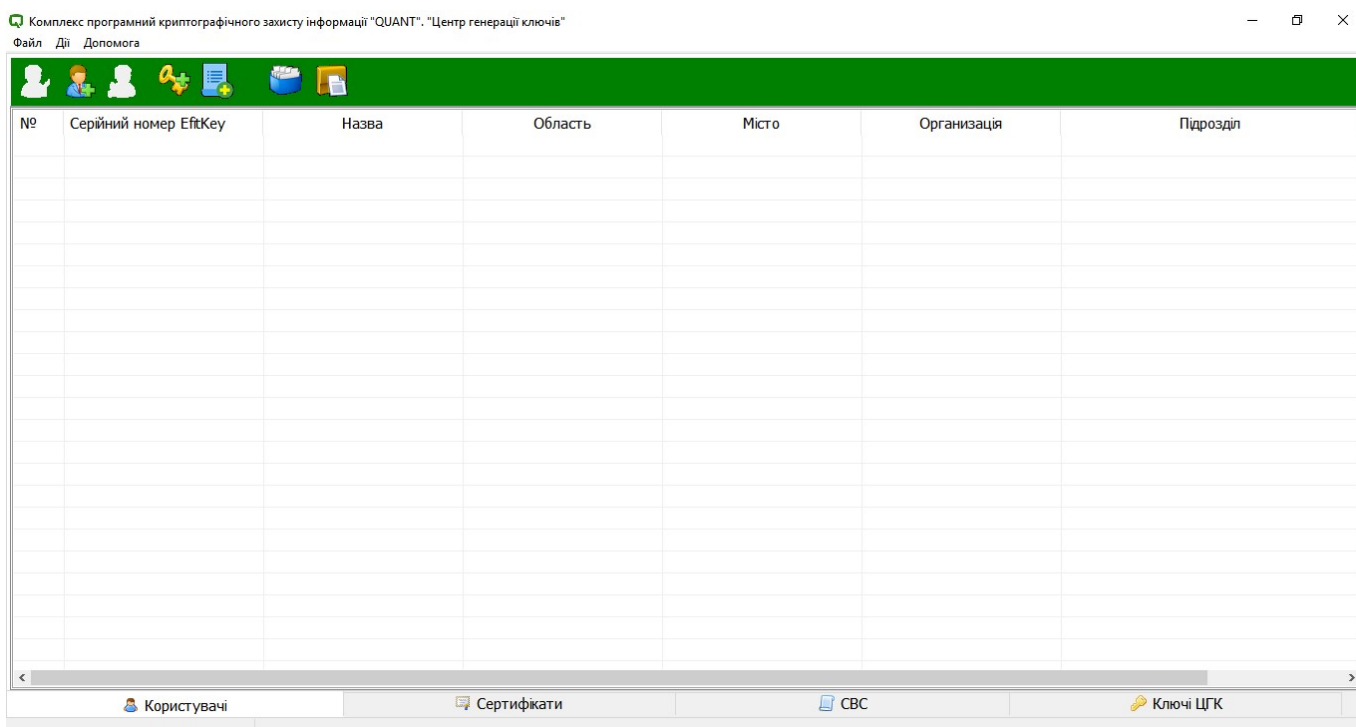 Комплекс програмний криптографічного захисту інформації "QUANT". "Центр генерації ключів"
Файл Дії Допомога
№ Серійний номер EfitKey Назва Область Місто Организація Підрозділ
Користувачі Сертифікати СВС Ключі ЦГК